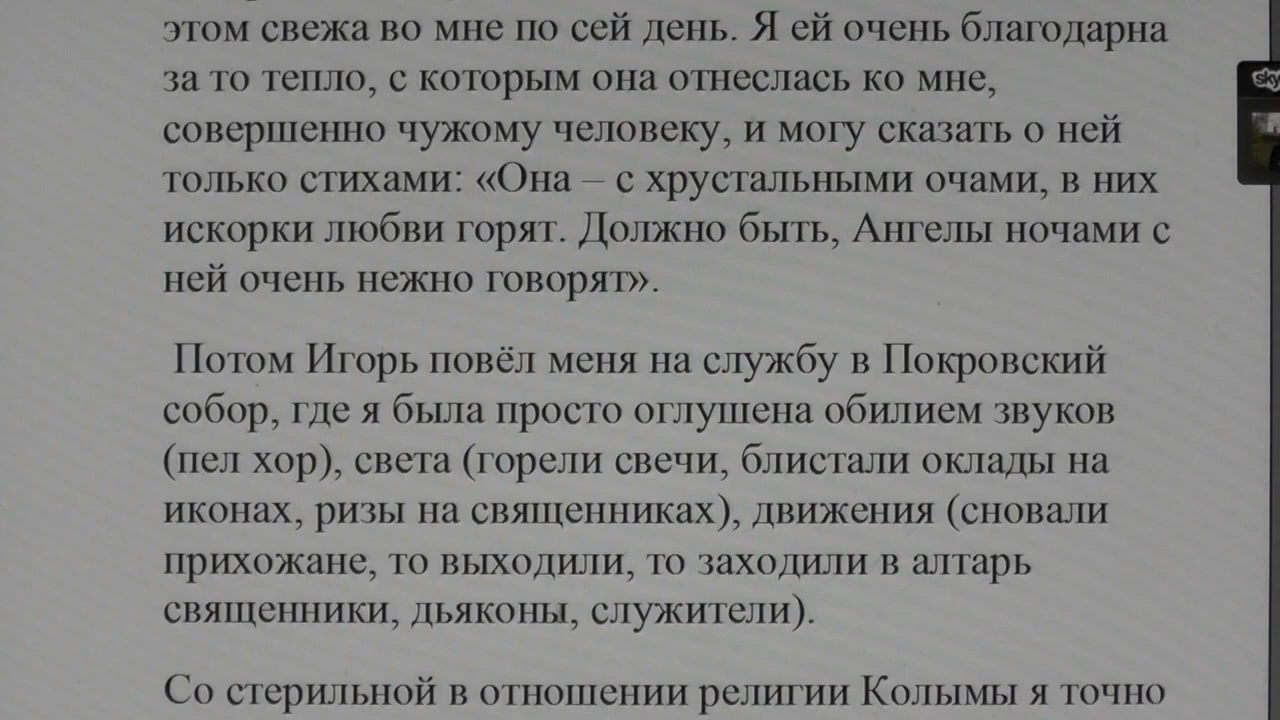 этом свежа во мне по сей день. Я ей очень благодарна
за то тепло, с которым она отнеслась ко мне,
совершенно чужому человеку, и могу сказать о ней
только стихами: «Она – с хрустальными очами, в них
искорки любви горят. Должно быть, Ангелы ночами с
ней очень нежно говорят».
Потом Игорь повёл меня на службу в Покровский
собор, где я была просто оглушена обилием звуков
(пел хор), света (горели свечи, блистали оклады на
иконах, ризы на священниках), движения (сновали
прихожане, то выходили, то заходили в алтарь
священники, дьяконы, служители).
Со стерильной в отношении религии Колымы я точно